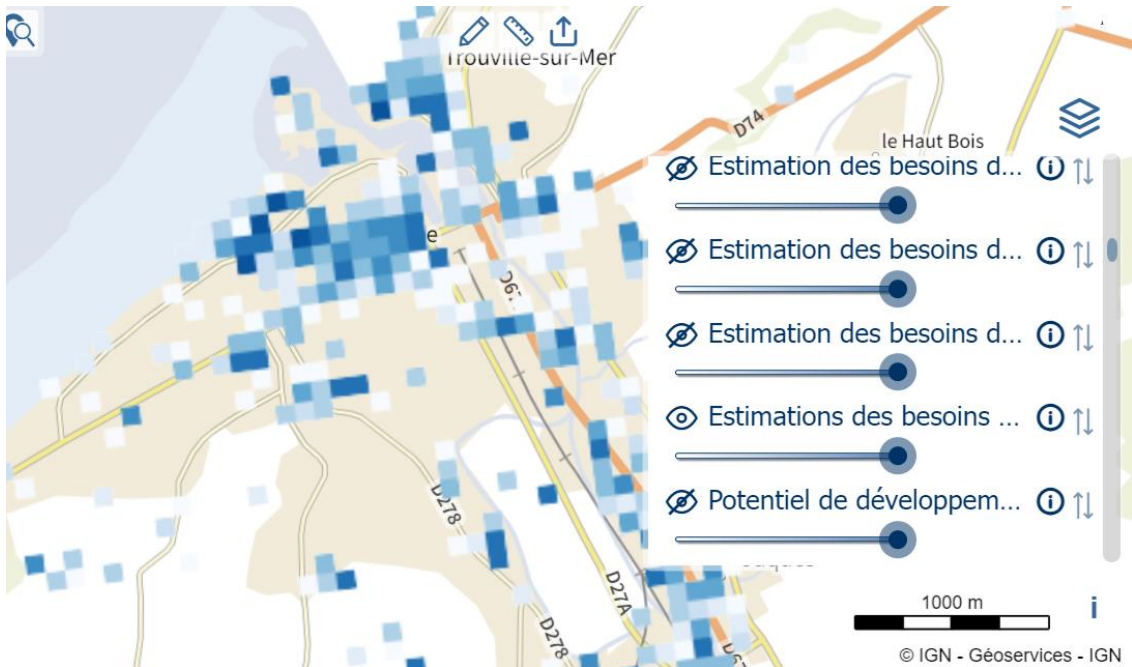 Trouville-sur-Mer
D74
le Haut Bois
Estimation des besoins d...
Estimation des besoins d...
Estimation des besoins d...
Estimations des besoins ...
Potentiel de développem...
e
D278
D27A
D278
1000 m
i
© IGN - Géoservices - IGN